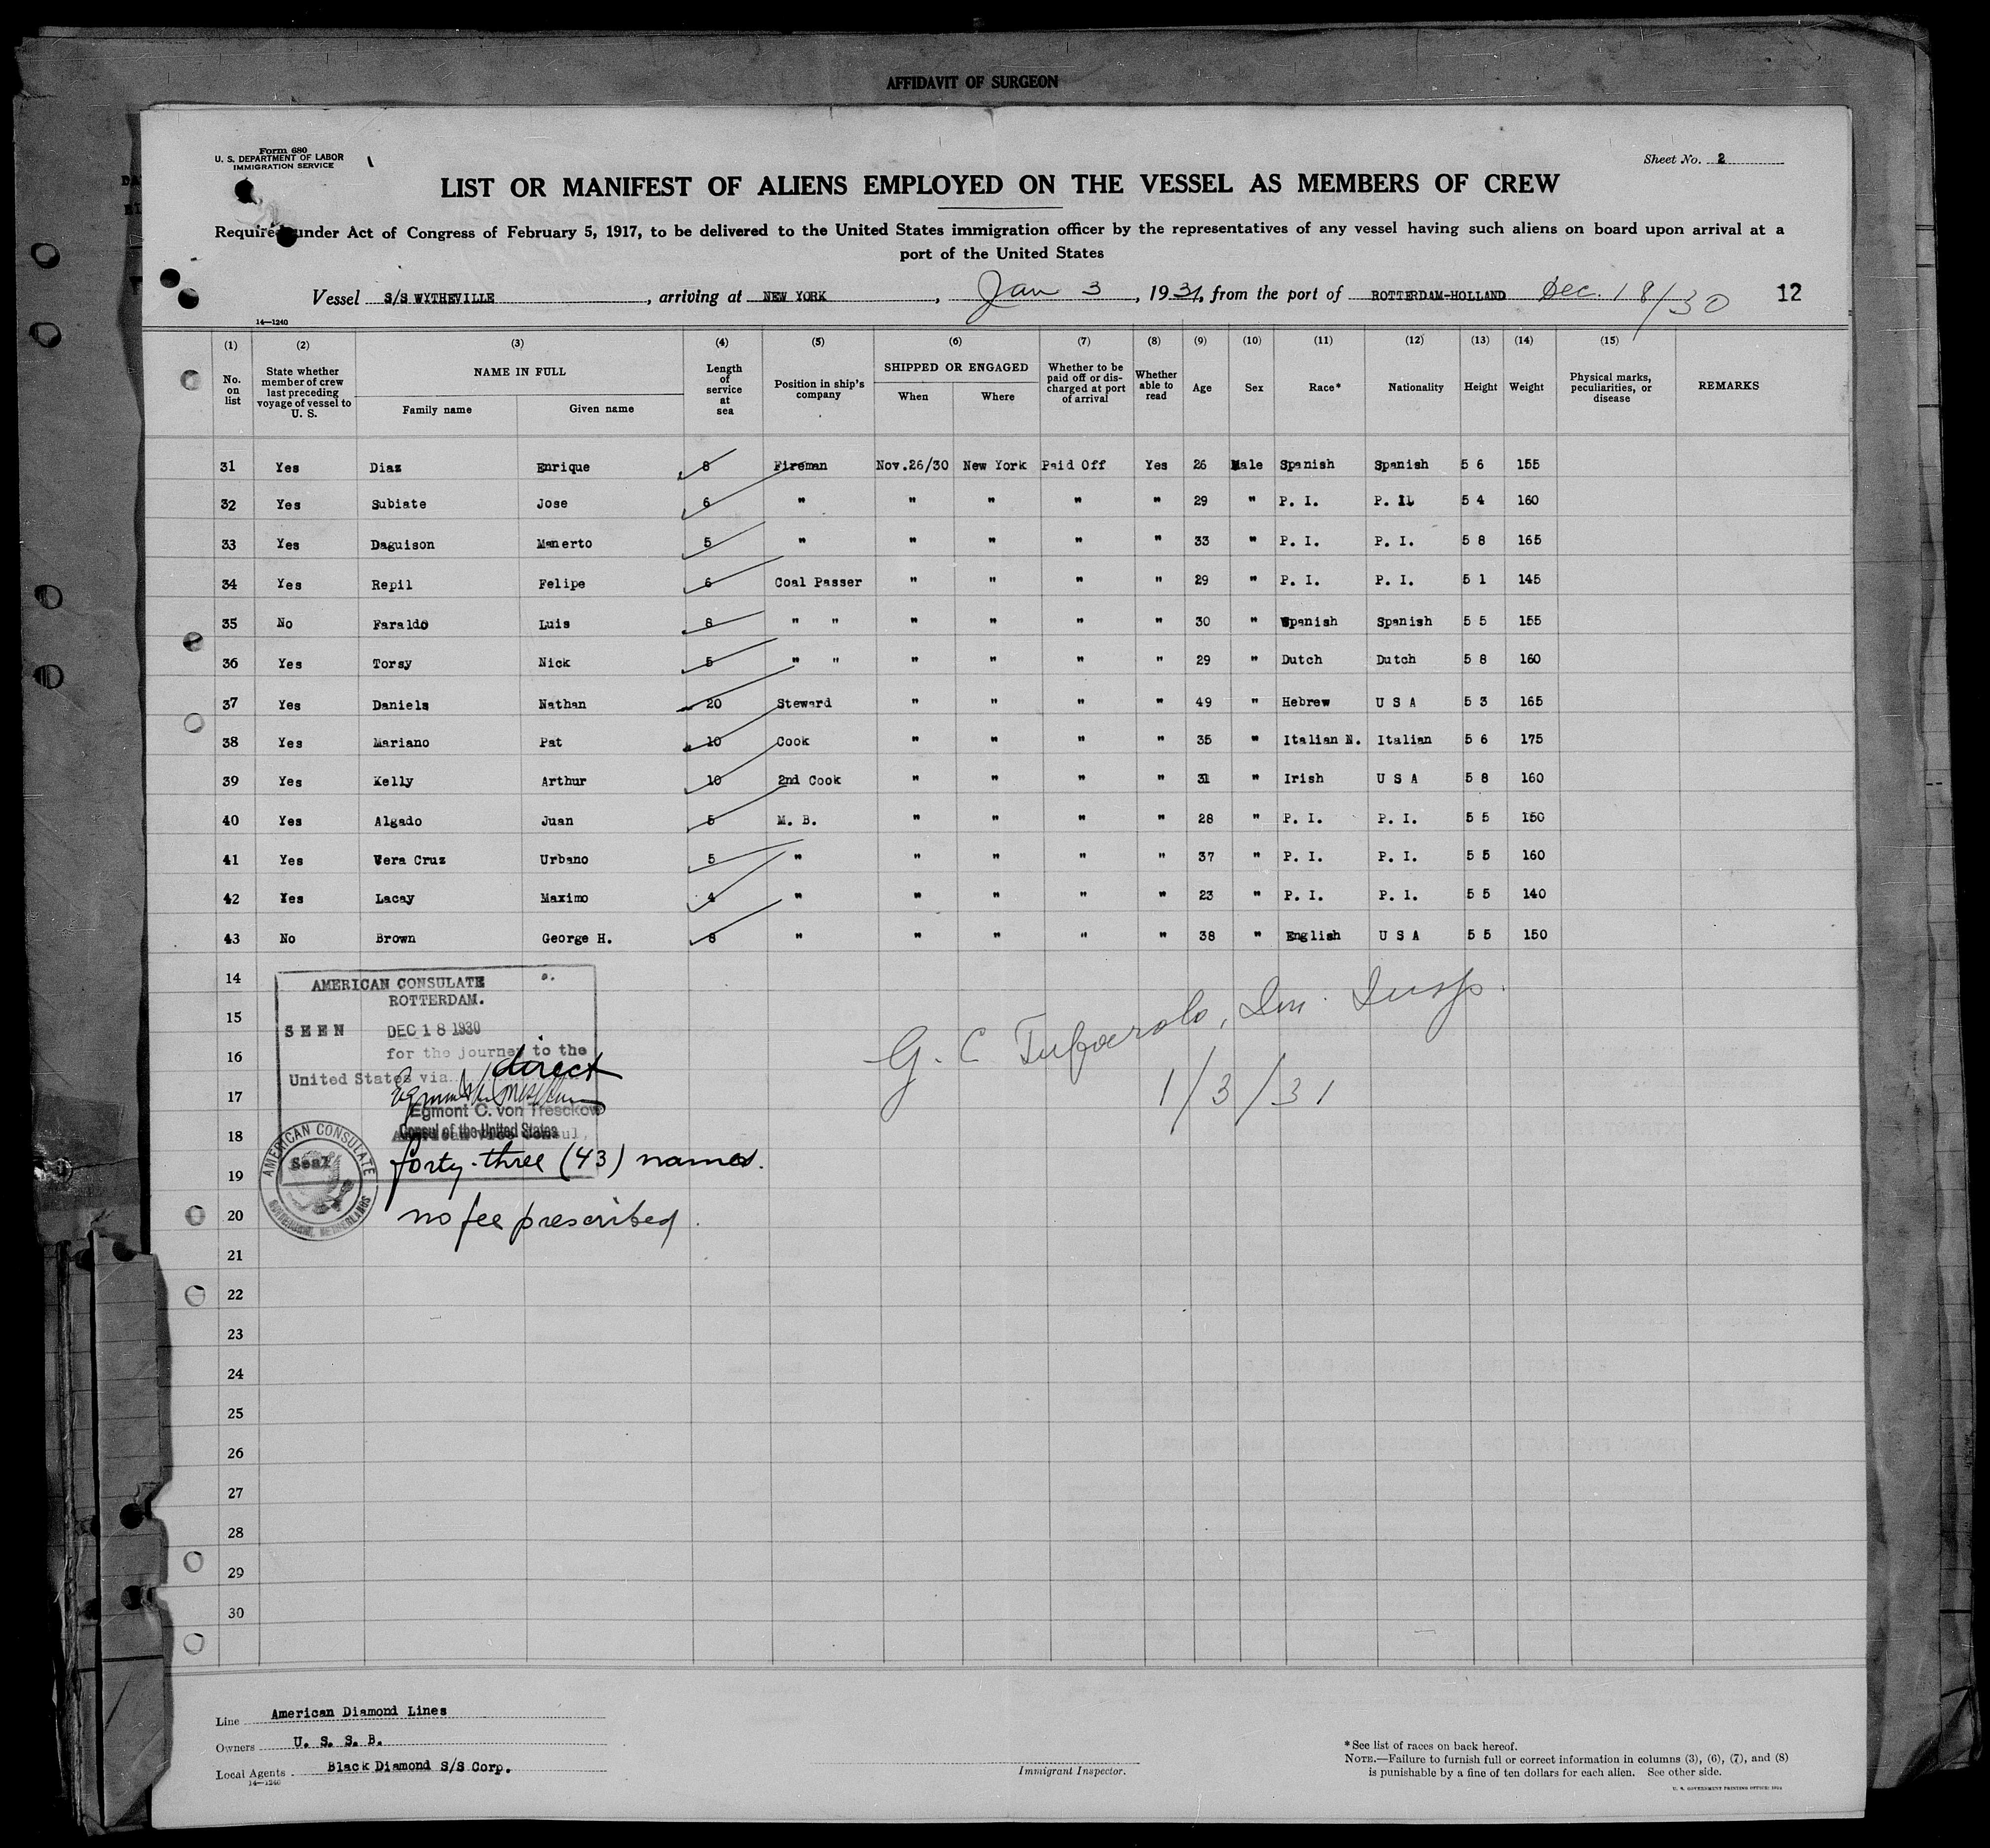 AFFIDAVIT OF SURGEON
Form 680
U. S. DEPARTMENT OF LABOR
IMMIGRATION SERVICE
Sheet No. 2
LIST OR MANIFEST OF ALIENS EMPLOYED ON THE VESSEL AS MEMBERS OF CREW
Required under Act of Congress of February 5, 1917, to be delivered to the United States immigration officer by the representatives of any vessel having such aliens on board upon arrival at a
port of the United States
Vessel S/S WYTHEVILLE, arriving at NEW YORK, Jan 3, 1931, from the port of ROTTERDAM-HOLLAND Dec. 18/30 12
14—1240
(1) (2) (3) (4) (5) (6) (7) (8) (9) (10) (11) (12) (13) (14) (15)
No. on list State whether member of crew last preceding voyage of vessel to U. S. NAME IN FULL Family name Given name Length of service at sea Position in ship's company SHIPPED OR ENGAGED When Where Whether to be paid off or discharged at port of arrival Whether able to read Age Sex Race* Nationality Height Weight Physical marks, peculiarities, or disease REMARKS
31 Yes Diaz Enrique 8 Fireman Nov.26/30 New York Paid Off Yes 26 Male Spanish Spanish 5 6 155
32 Yes Subiate Jose 6 " " " " " 29 " P. I. P. I. 5 4 160
33 Yes Daguison Manerto 5 " " " " " 33 " P. I. P. I. 5 8 165
34 Yes Repil Felipe 6 Coal Passer " " " " 29 " P. I. P. I. 5 1 145
35 No Faraldo Luis 8 " " " " " " 30 " Spanish Spanish 5 5 155
36 Yes Torsy Nick 5 " " " " " " 29 " Dutch Dutch 5 8 160
37 Yes Daniels Nathan 20 Steward " " " " 49 " Hebrew U S A 5 3 165
38 Yes Mariano Pat 10 Cook " " " " 35 " Italian N. Italian 5 6 175
39 Yes Kelly Arthur 10 2nd Cook " " " " 31 " Irish U S A 5 8 160
40 Yes Algado Juan 5 M. B. " " " " 28 " P. I. P. I. 5 5 150
41 Yes Vera Cruz Urbano 5 " " " " " 37 " P. I. P. I. 5 5 160
42 Yes Lacay Maximo 4 " " " " " 23 " P. I. P. I. 5 5 140
43 No Brown George H. 8 " " " " " 38 " English U S A 5 5 150
14
15
16
17
18
19
20
21
22
23
24
25
26
27
28
29
30
AMERICAN CONSULATE
ROTTERDAM.
SEEN DEC 18 1930
for the journey to the
United States via direct
Egmont C. von Tresckow
Consul of the United States
AMERICAN CONSULATE
Seal
ROTTERDAM, NETHERLANDS
forty-three (43) names.
no fee prescribed.
G. C. Im. Insp.
1/3/31
Line American Diamond Lines
Owners U. S. S. B.
Local Agents Black Diamond S/S Corp.
14—1240
Immigrant Inspector.
*See list of races on back hereof.
NOTE.—Failure to furnish full or correct information in columns (3), (6), (7), and (8)
is punishable by a fine of ten dollars for each alien. See other side.